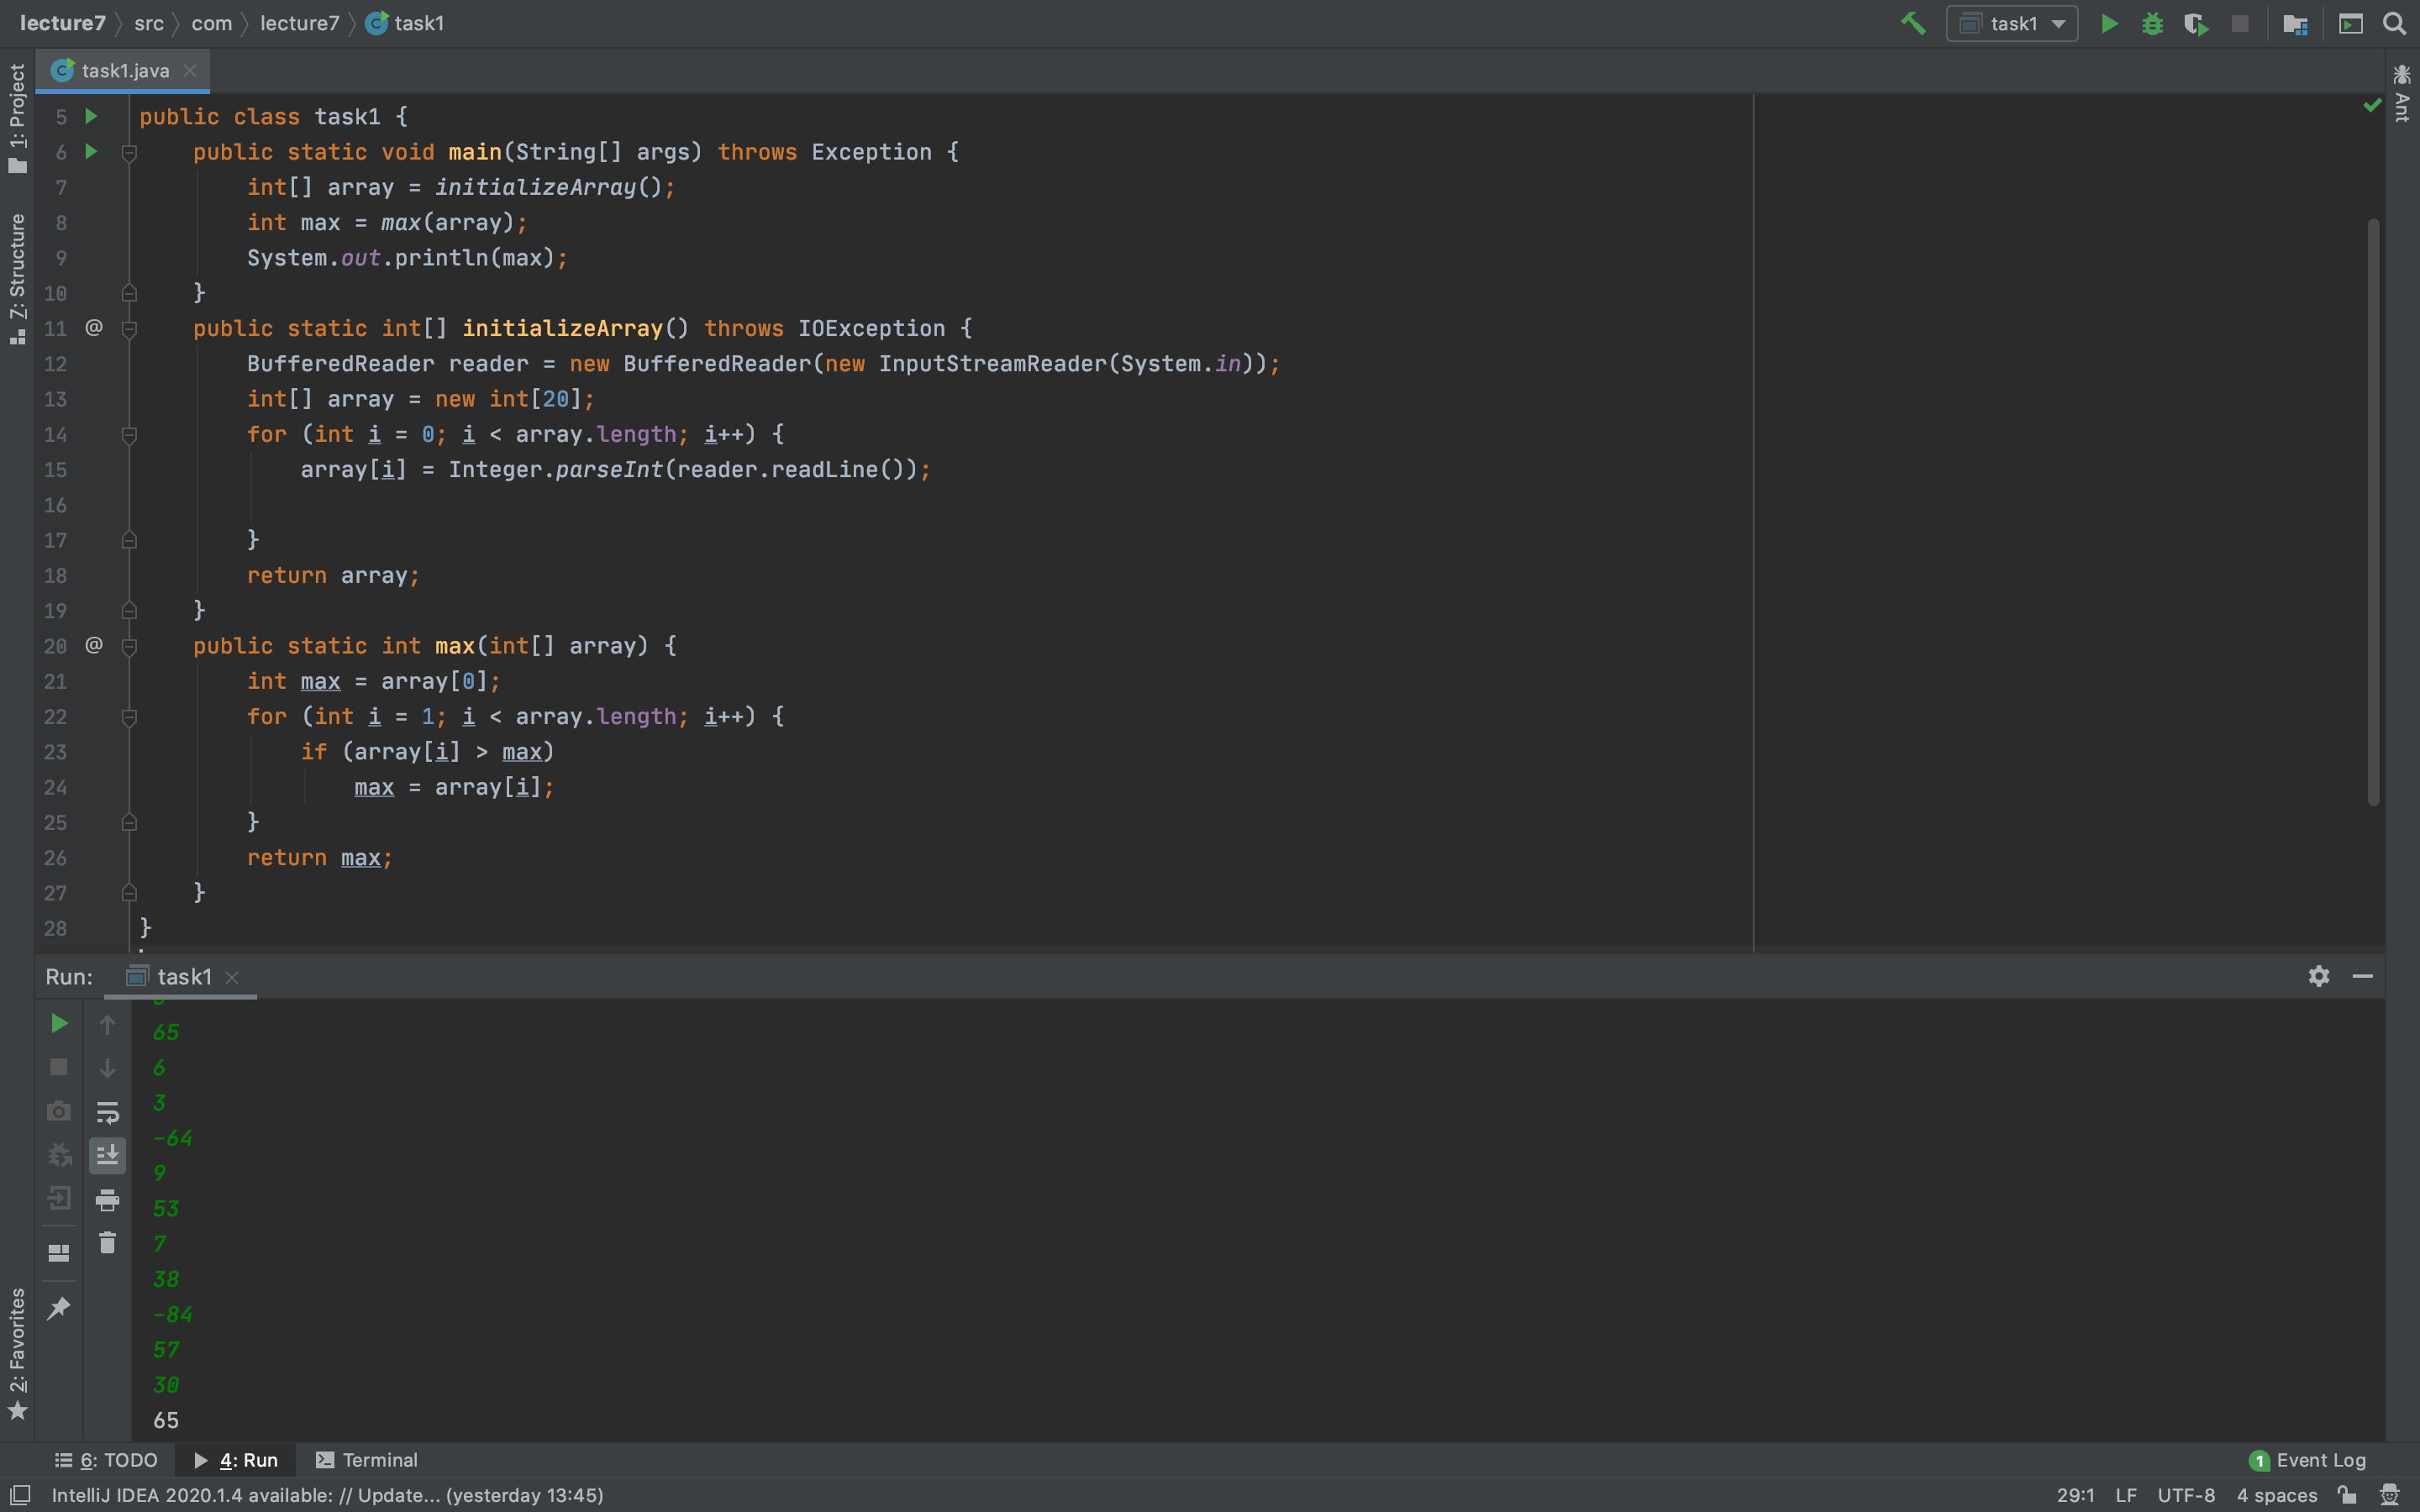 lecture7 src com lecture7 task1
task1
task1.java
1: Project
7: Structure
2: Favorites
Ant
5 public class task1 {
6 public static void main(String[] args) throws Exception {
7 int[] array = initializeArray();
8 int max = max(array);
9 System.out.println(max);
10 }
11 @ public static int[] initializeArray() throws IOException {
12 BufferedReader reader = new BufferedReader(new InputStreamReader(System.in));
13 int[] array = new int[20];
14 for (int i = 0; i < array.length; i++) {
15 array[i] = Integer.parseInt(reader.readLine());
16
17 }
18 return array;
19 }
20 @ public static int max(int[] array) {
21 int max = array[0];
22 for (int i = 1; i < array.length; i++) {
23 if (array[i] > max)
24 max = array[i];
25 }
26 return max;
27 }
28 }
Run: task1
65
6
3
-64
9
53
7
38
-84
57
30
65
6: TODO 4: Run Terminal 1 Event Log
IntelliJ IDEA 2020.1.4 available: // Update... (yesterday 13:45) 29:1 LF UTF-8 4 spaces